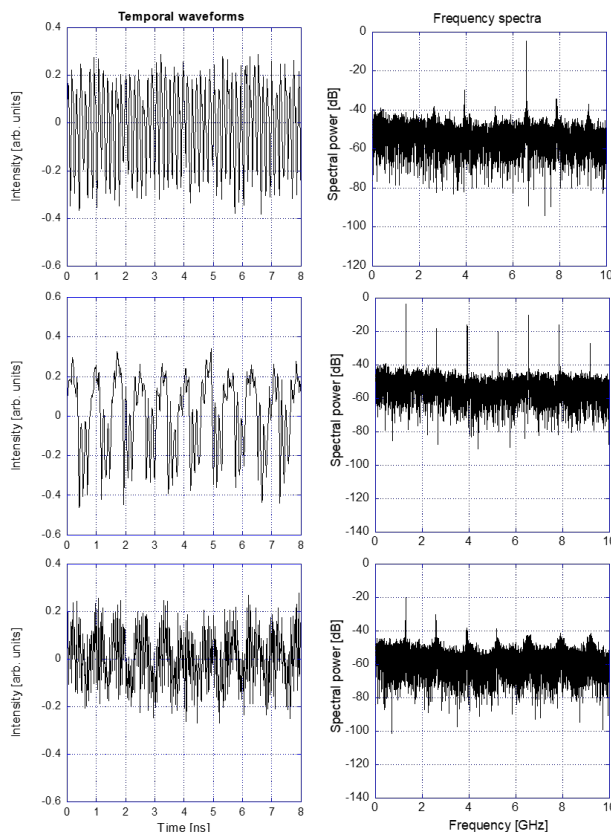 Temporal waveforms
Frequency spectra
Intensity [arb. units]
0.4
0.2
0
-0.2
-0.4
-0.6
0 1 2 3 4 5 6 7 8
Spectral power [dB]
0
-20
-40
-60
-80
-100
-120
0 2 4 6 8 10
Intensity [arb. units]
0.6
0.4
0.2
0
-0.2
-0.4
-0.6
0 1 2 3 4 5 6 7 8
Spectral power [dB]
0
-20
-40
-60
-80
-100
-120
-140
0 2 4 6 8 10
Intensity [arb. units]
0.4
0.2
0
-0.2
-0.4
-0.6
0 1 2 3 4 5 6 7 8
Time [ns]
Spectral power [dB]
0
-20
-40
-60
-80
-100
-120
-140
0 2 4 6 8 10
Frequency [GHz]